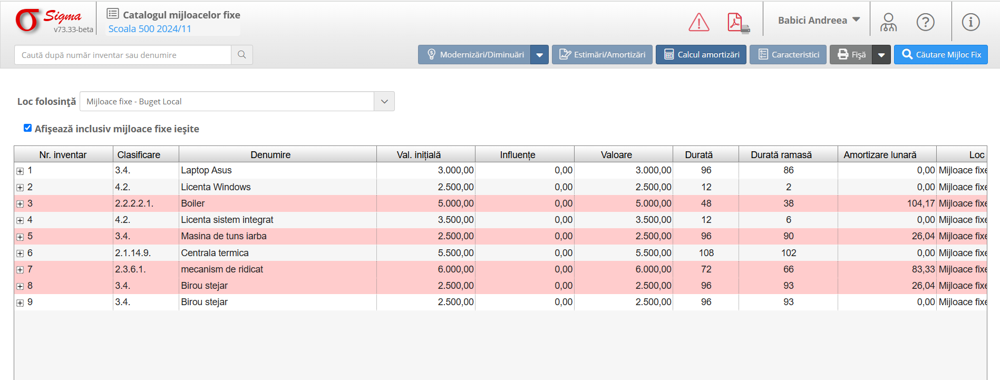 σ Sigma
v73.33-beta
Catalogul mijloacelor fixe
Scoala 500 2024/11
Babici Andreea
Caută după număr inventar sau denumire
Modernizări/Diminuări
Estimări/Amortizări
Calcul amortizări
Caracteristici
Fişă
Căutare Mijloc Fix
Loc folosinţă Mijloace fixe - Buget Local
Afişează inclusiv mijloace fixe ieşite
Nr. inventar Clasificare Denumire Val. iniţială Influenţe Valoare Durată Durată ramasă Amortizare lunară Loc
1 3.4. Laptop Asus 3.000,00 0,00 3.000,00 96 86 0,00 Mijloace fixe
2 4.2. Licenta Windows 2.500,00 0,00 2.500,00 12 2 0,00 Mijloace fixe
3 2.2.2.2.1. Boiler 5.000,00 0,00 5.000,00 48 38 104,17 Mijloace fixe
4 4.2. Licenta sistem integrat 3.500,00 0,00 3.500,00 12 6 0,00 Mijloace fixe
5 3.4. Masina de tuns iarba 2.500,00 0,00 2.500,00 96 90 26,04 Mijloace fixe
6 2.1.14.9. Centrala termica 5.500,00 0,00 5.500,00 108 102 0,00 Mijloace fixe
7 2.3.6.1. mecanism de ridicat 6.000,00 0,00 6.000,00 72 66 83,33 Mijloace fixe
8 3.4. Birou stejar 2.500,00 0,00 2.500,00 96 93 26,04 Mijloace fixe
9 3.4. Birou stejar 2.500,00 0,00 2.500,00 96 93 0,00 Mijloace fixe